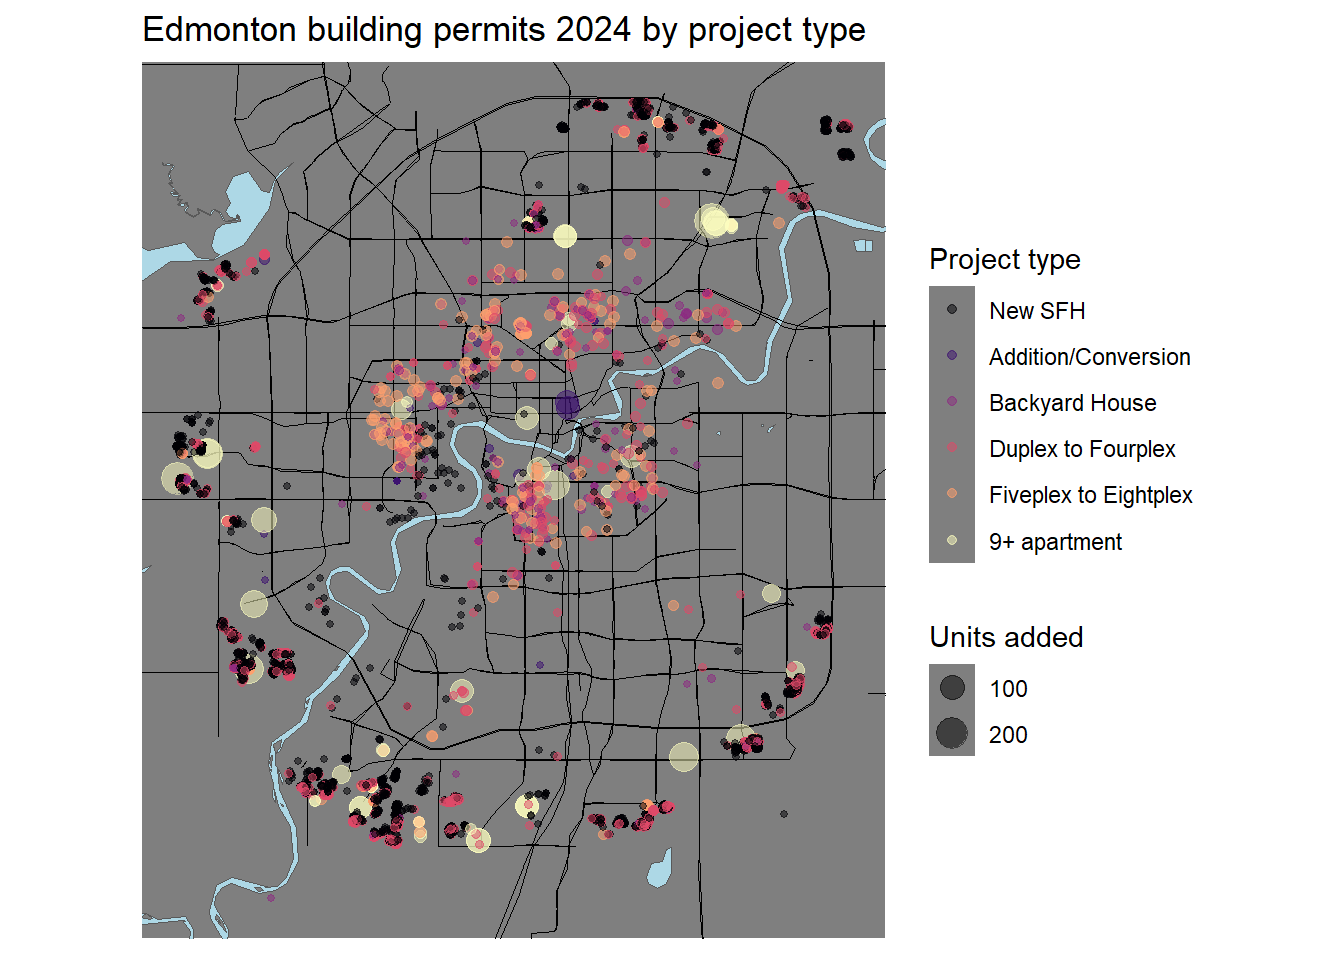 Edmonton building permits 2024 by project type
Project type
New SFH
Addition/Conversion
Backyard House
Duplex to Fourplex
Fiveplex to Eightplex
9+ apartment
Units added
100
200